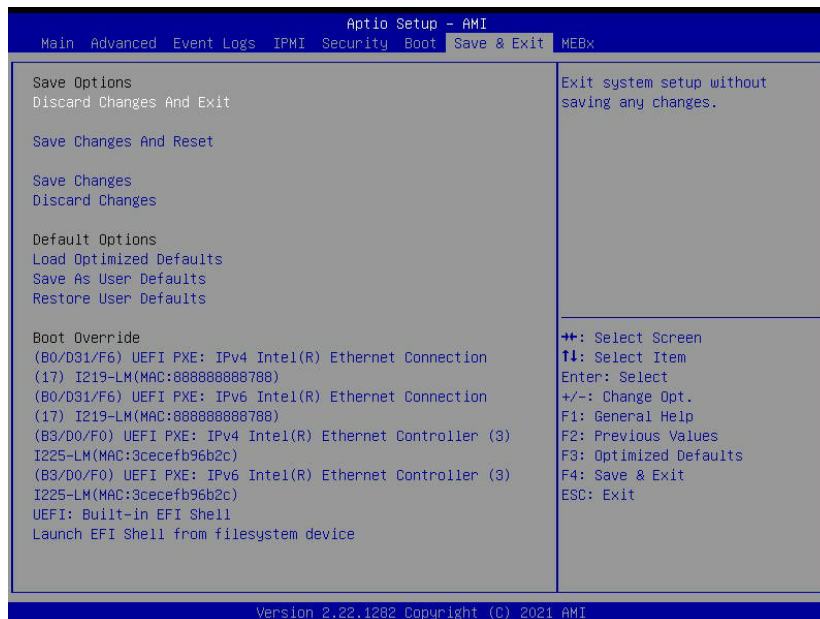 Aptio Setup – AMI
Main Advanced Event Logs IPMI Security Boot Save & Exit MEBx
Save Options
Discard Changes And Exit
Save Changes And Reset
Save Changes
Discard Changes
Default Options
Load Optimized Defaults
Save As User Defaults
Restore User Defaults
Boot Override
(B0/D31/F6) UEFI PXE: IPv4 Intel(R) Ethernet Connection
(17) I219-LM(MAC:888888888788)
(B0/D31/F6) UEFI PXE: IPv6 Intel(R) Ethernet Connection
(17) I219-LM(MAC:888888888788)
(B3/D0/F0) UEFI PXE: IPv4 Intel(R) Ethernet Controller (3)
I225-LM(MAC:3cecefb96b2c)
(B3/D0/F0) UEFI PXE: IPv6 Intel(R) Ethernet Controller (3)
I225-LM(MAC:3cecefb96b2c)
UEFI: Built-in EFI Shell
Launch EFI Shell from filesystem device
Exit system setup without
saving any changes.
→←: Select Screen
↑↓: Select Item
Enter: Select
+/-: Change Opt.
F1: General Help
F2: Previous Values
F3: Optimized Defaults
F4: Save & Exit
ESC: Exit
Version 2.22.1282 Copyright (C) 2021 AMI